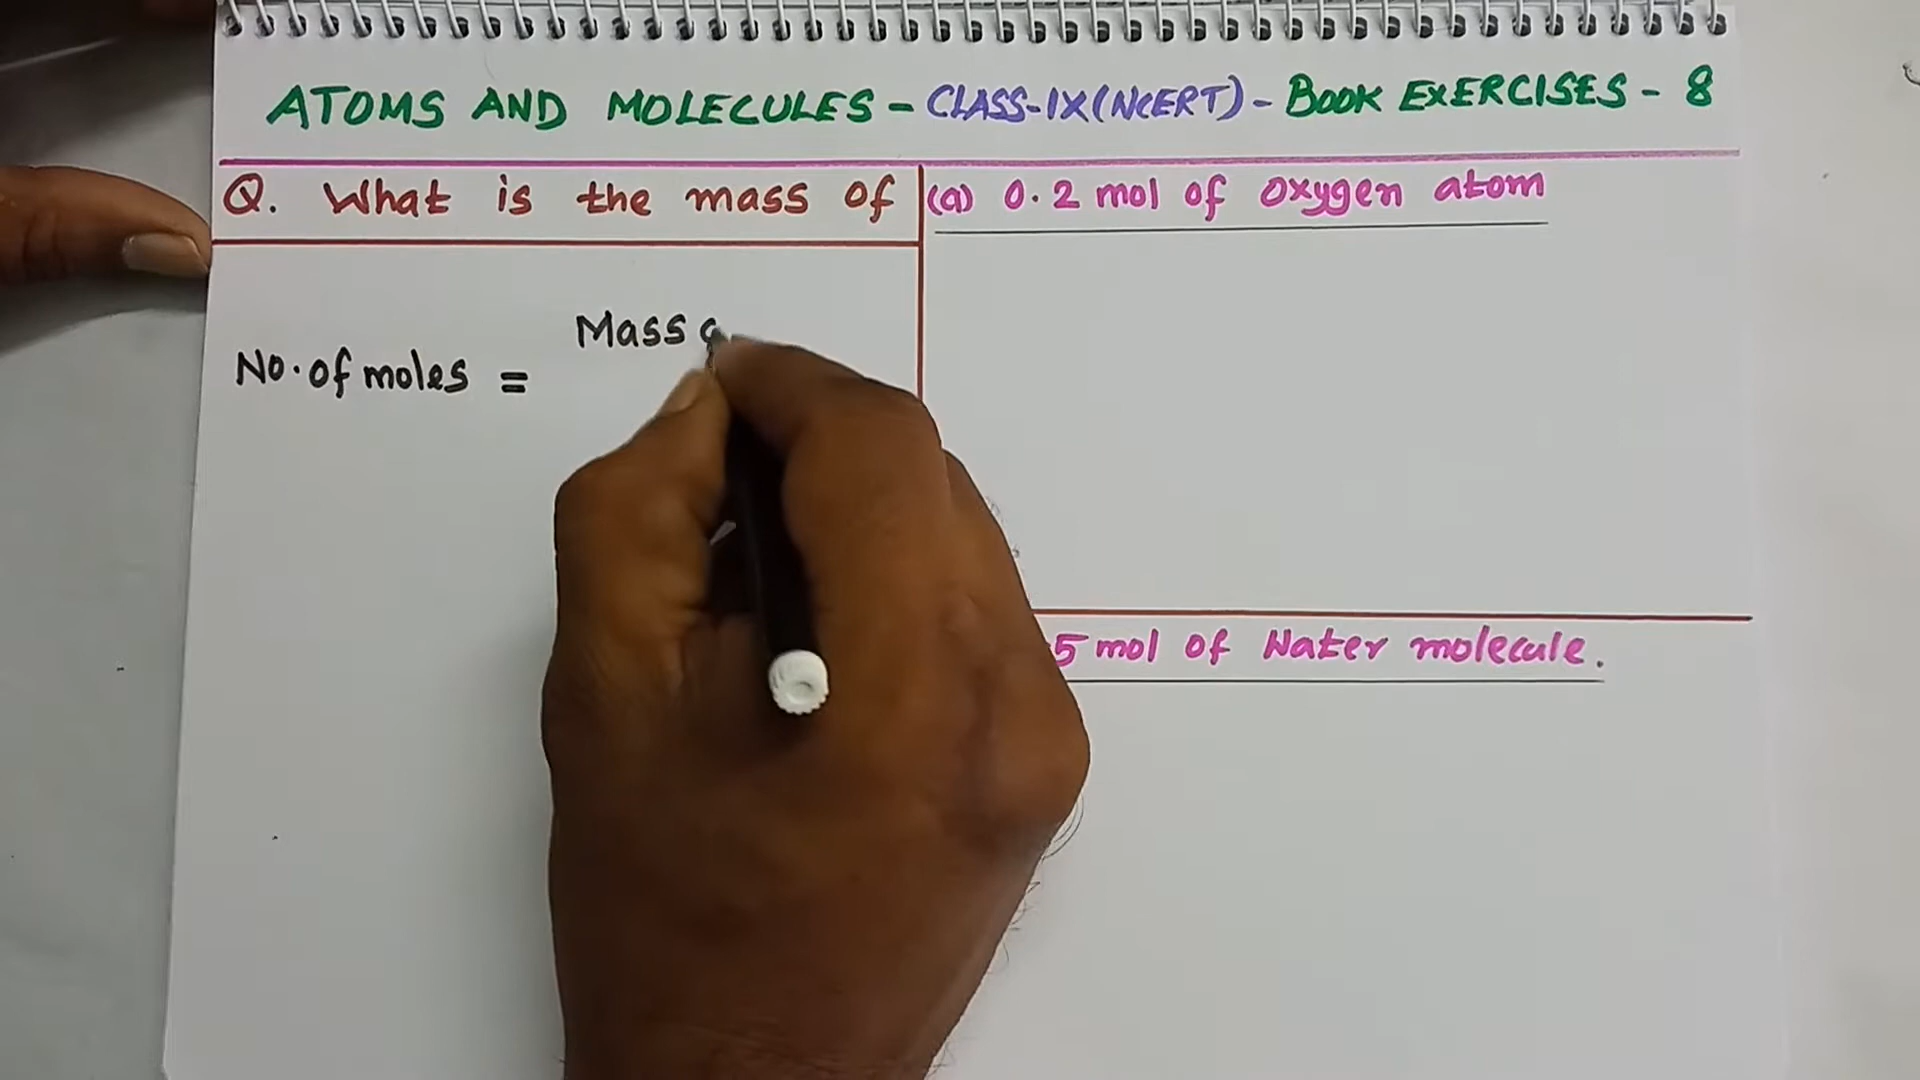 ATOMS AND MOLECULES - CLASS-IX(NCERT) - BOOK EXERCISES - 8
Q. What is the mass of
(a) 0.2 mol of oxygen atom
Mass
No. of moles =
5 mol of Water molecule.